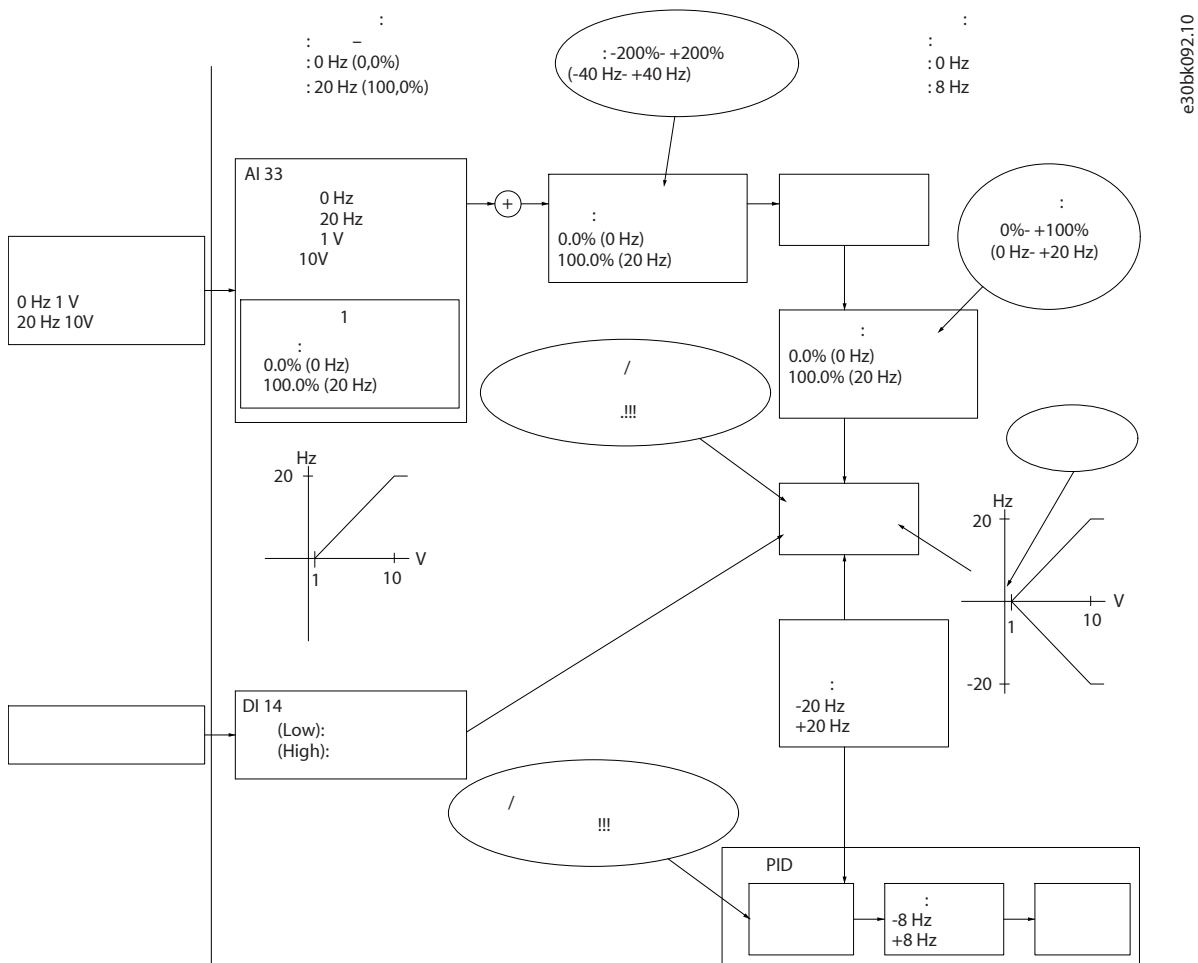 e30bk092.10
:
: –
: 0 Hz (0,0%)
: 20 Hz (100,0%)
: -200%- +200%
(-40 Hz- +40 Hz)
:
:
: 0 Hz
: 8 Hz
AI 33
0 Hz
20 Hz
1 V
10V
1
:
0.0% (0 Hz)
100.0% (20 Hz)
0 Hz 1 V
20 Hz 10V
+
:
0.0% (0 Hz)
100.0% (20 Hz)
:
0%- +100%
(0 Hz- +20 Hz)
:
0.0% (0 Hz)
100.0% (20 Hz)
/
.!!!
Hz
20
V
1
10
Hz
20
V
1
10
-20
:
-20 Hz
+20 Hz
DI 14
(Low):
(High):
/
!!!
PID
:
-8 Hz
+8 Hz